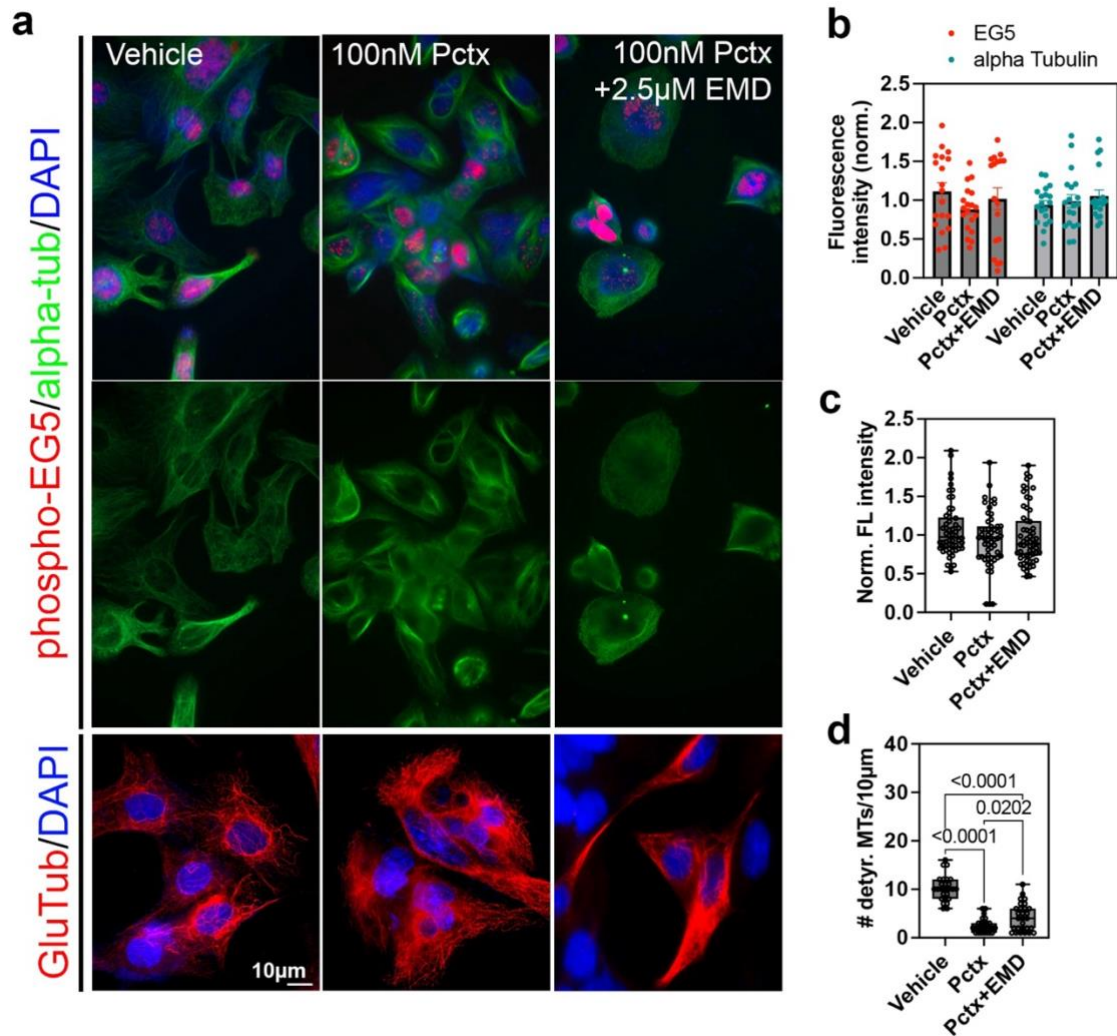 a
Vehicle
100nM Pctx
100nM Pctx
+2.5µM EMD
phospho-EG5/alpha-tub/DAPI
GluTub/DAPI
10µm
b
EG5
alpha Tubulin
Fluorescence
intensity (norm.)
2.5
2.0
1.5
1.0
0.5
0.0
Vehicle
Pctx
Pctx+EMD
Vehicle
Pctx
Pctx+EMD
c
Norm. FL intensity
2.5
2.0
1.5
1.0
0.5
0.0
Vehicle
Pctx
Pctx+EMD
d
# detyr. MTs/10µm
40
30
20
10
0
<0.0001
0.0202
<0.0001
Vehicle
Pctx
Pctx+EMD